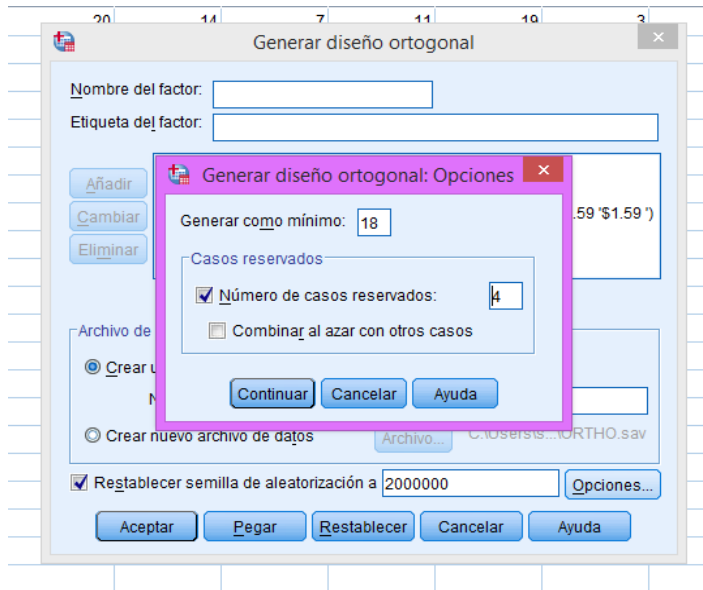 20 14 7 11 19 3
Generar diseño ortogonal
Nombre del factor:
Etiqueta del factor:
Añadir
Cambiar
Eliminar
.59 '$1.59 ')
Generar diseño ortogonal: Opciones
Generar como mínimo: 18
Casos reservados
Número de casos reservados: 4
Combinar al azar con otros casos
Continuar Cancelar Ayuda
Archivo de
Crear
Crear nuevo archivo de datos Archivo... C:\Users\s...\ORTHO.sav
Restablecer semilla de aleatorización a 2000000 Opciones...
Aceptar Pegar Restablecer Cancelar Ayuda